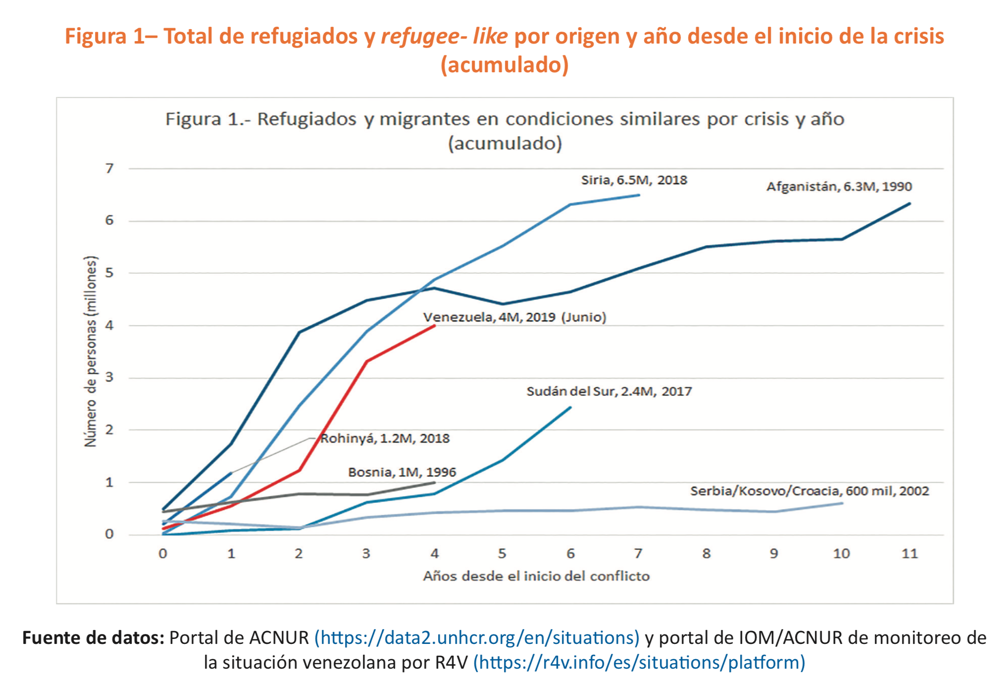 Figura 1– Total de refugiados y refugee- like por origen y año desde el inicio de la crisis
(acumulado)
Figura 1.- Refugiados y migrantes en condiciones similares por crisis y año
(acumulado)
Número de personas (millones)
7
6
5
4
3
2
1
0
Siria, 6.5M, 2018
Afganistán, 6.3M, 1990
Venezuela, 4M, 2019 (Junio)
Sudán del Sur, 2.4M, 2017
Rohinyá, 1.2M, 2018
Bosnia, 1M, 1996
Serbia/Kosovo/Croacia, 600 mil, 2002
0 1 2 3 4 5 6 7 8 9 10 11
Años desde el inicio del conflicto
Fuente de datos: Portal de ACNUR (https://data2.unhcr.org/en/situations) y portal de IOM/ACNUR de monitoreo de
la situación venezolana por R4V (https://r4v.info/es/situations/platform)